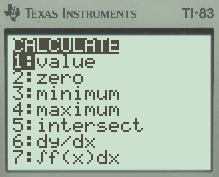 TEXAS INSTRUMENTS TI-83
CALCULATE
1:value
2:zero
3:minimum
4:maximum
5:intersect
6:dy/dx
7:∫f(x)dx